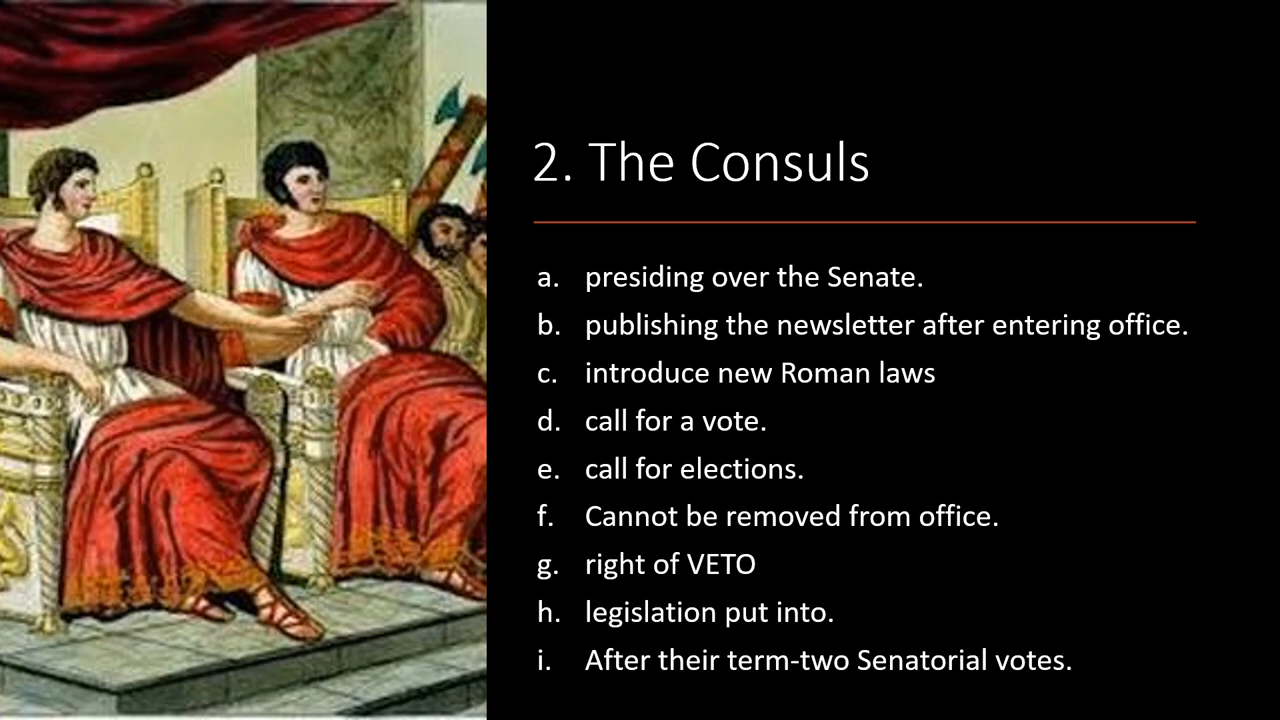 2. The Consuls
a. presiding over the Senate.
b. publishing the newsletter after entering office.
c. introduce new Roman laws
d. call for a vote.
e. call for elections.
f. Cannot be removed from office.
g. right of VETO
h. legislation put into.
i. After their term-two Senatorial votes.